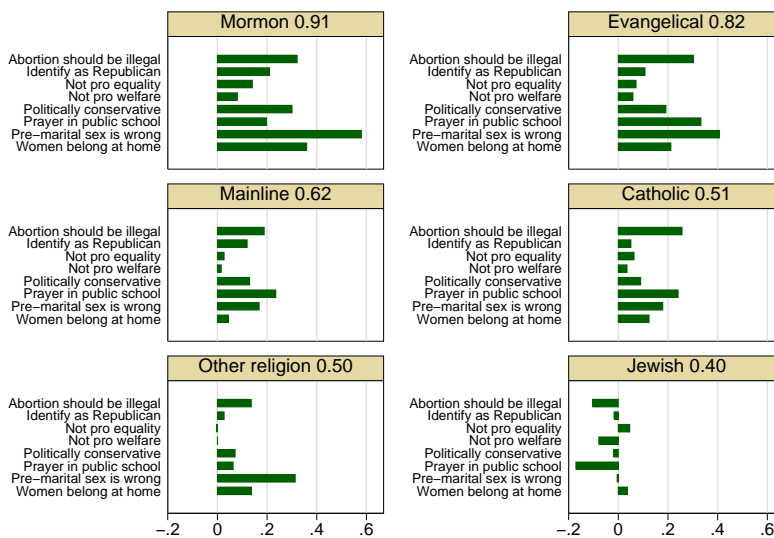 Mormon 0.91
Abortion should be illegal
Identify as Republican
Not pro equality
Not pro welfare
Politically conservative
Prayer in public school
Pre−marital sex is wrong
Women belong at home
Evangelical 0.82
Abortion should be illegal
Identify as Republican
Not pro equality
Not pro welfare
Politically conservative
Prayer in public school
Pre−marital sex is wrong
Women belong at home
Mainline 0.62
Abortion should be illegal
Identify as Republican
Not pro equality
Not pro welfare
Politically conservative
Prayer in public school
Pre−marital sex is wrong
Women belong at home
Catholic 0.51
Abortion should be illegal
Identify as Republican
Not pro equality
Not pro welfare
Politically conservative
Prayer in public school
Pre−marital sex is wrong
Women belong at home
Other religion 0.50
Abortion should be illegal
Identify as Republican
Not pro equality
Not pro welfare
Politically conservative
Prayer in public school
Pre−marital sex is wrong
Women belong at home
−.2 0 .2 .4 .6
Jewish 0.40
Abortion should be illegal
Identify as Republican
Not pro equality
Not pro welfare
Politically conservative
Prayer in public school
Pre−marital sex is wrong
Women belong at home
−.2 0 .2 .4 .6